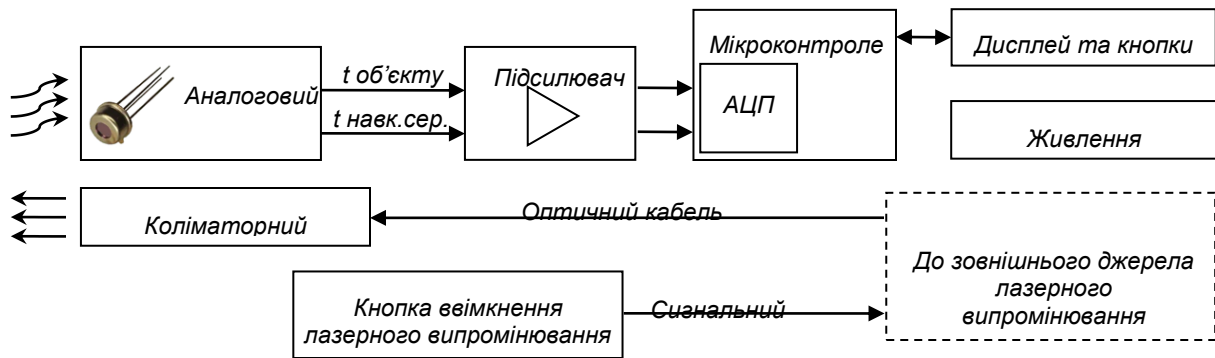 Аналоговий
t об’єкту
t навк.сер.
Підсилювач
Мікроконтроле
АЦП
Дисплей та кнопки
Живлення
Коліматорний
Оптичний кабель
До зовнішнього джерела
лазерного
випромінювання
Кнопка ввімкнення
лазерного випромінювання
Сигнальний